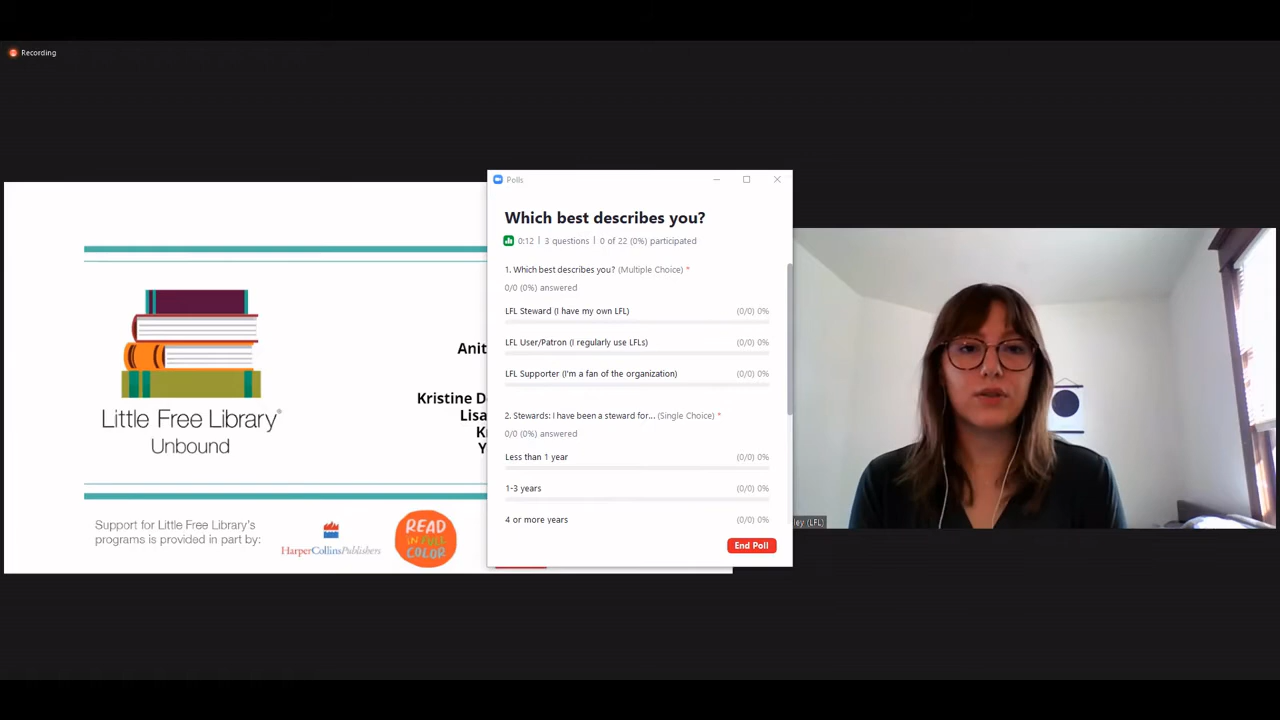 Recording
Polls
Which best describes you?
0:12 | 3 questions | 0 of 22 (0%) participated
1. Which best describes you? (Multiple Choice) *
0/0 (0%) answered
LFL Steward (I have my own LFL) (0/0) 0%
LFL User/Patron (I regularly use LFLs) (0/0) 0%
LFL Supporter (I'm a fan of the organization) (0/0) 0%
2. Stewards: I have been a steward for... (Single Choice) *
0/0 (0%) answered
Less than 1 year (0/0) 0%
1-3 years (0/0) 0%
4 or more years (0/0) 0%
End Poll
Little Free Library®
Unbound
Anit
Kristine D
Lisa
K
Y
Support for Little Free Library's
programs is provided in part by:
HarperCollinsPublishers
READ
IN FULL
COLOR
ley (LFL)